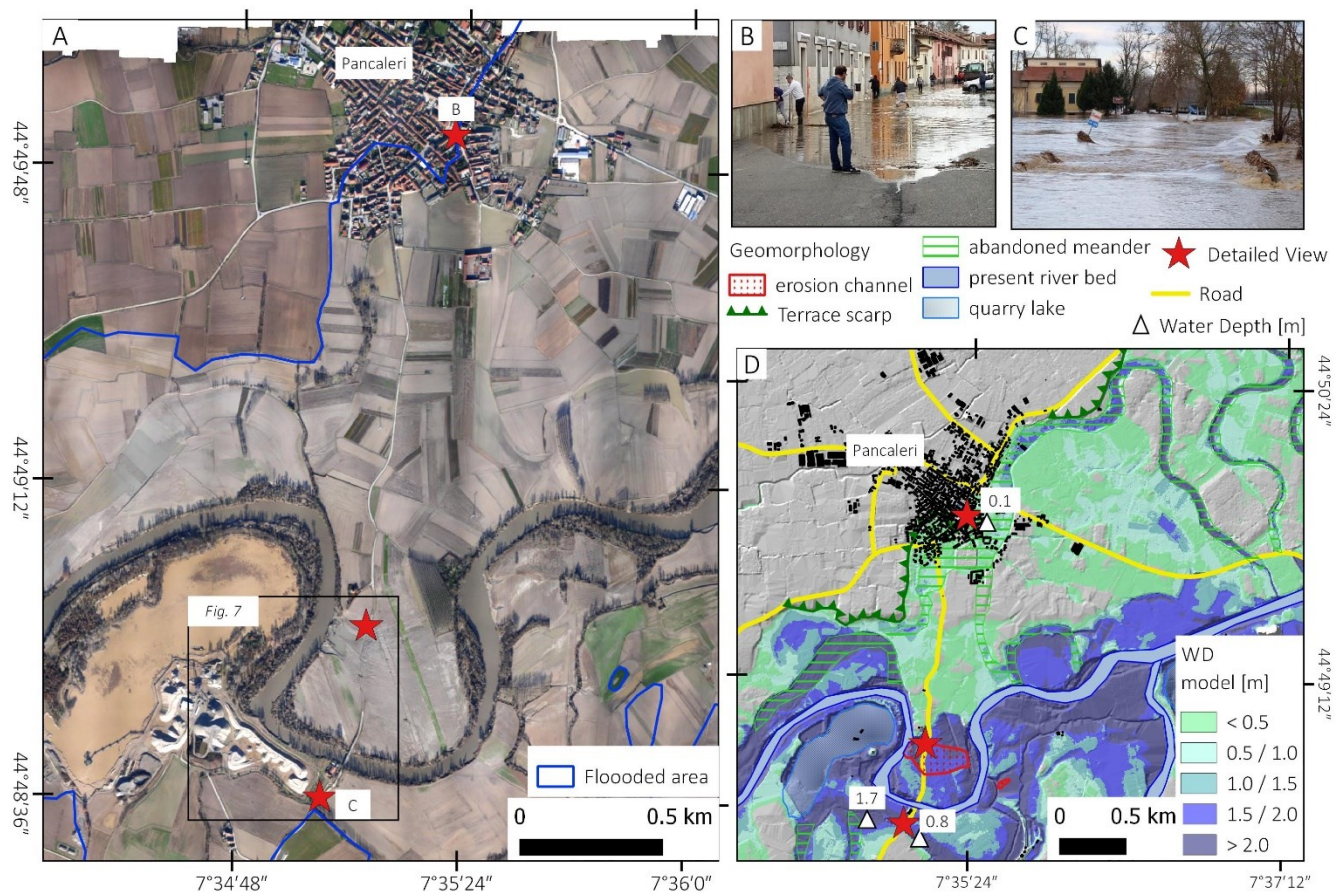 A
Pancaleri
B
44°49′48″
44°49′12″
44°48′36″
Fig. 7
C
Floooded area
0
0.5 km
7°34′48″
7°35′24″
7°36′0″
B
C
Geomorphology
erosion channel
Terrace scarp
abandoned meander
present river bed
quarry lake
Detailed View
Road
Water Depth [m]
D
Pancaleri
0.1
1.7
0.8
44°50′24″
44°49′12″
WD
model [m]
< 0.5
0.5 / 1.0
1.0 / 1.5
1.5 / 2.0
> 2.0
0
0.5 km
7°35′24″
7°37′12″